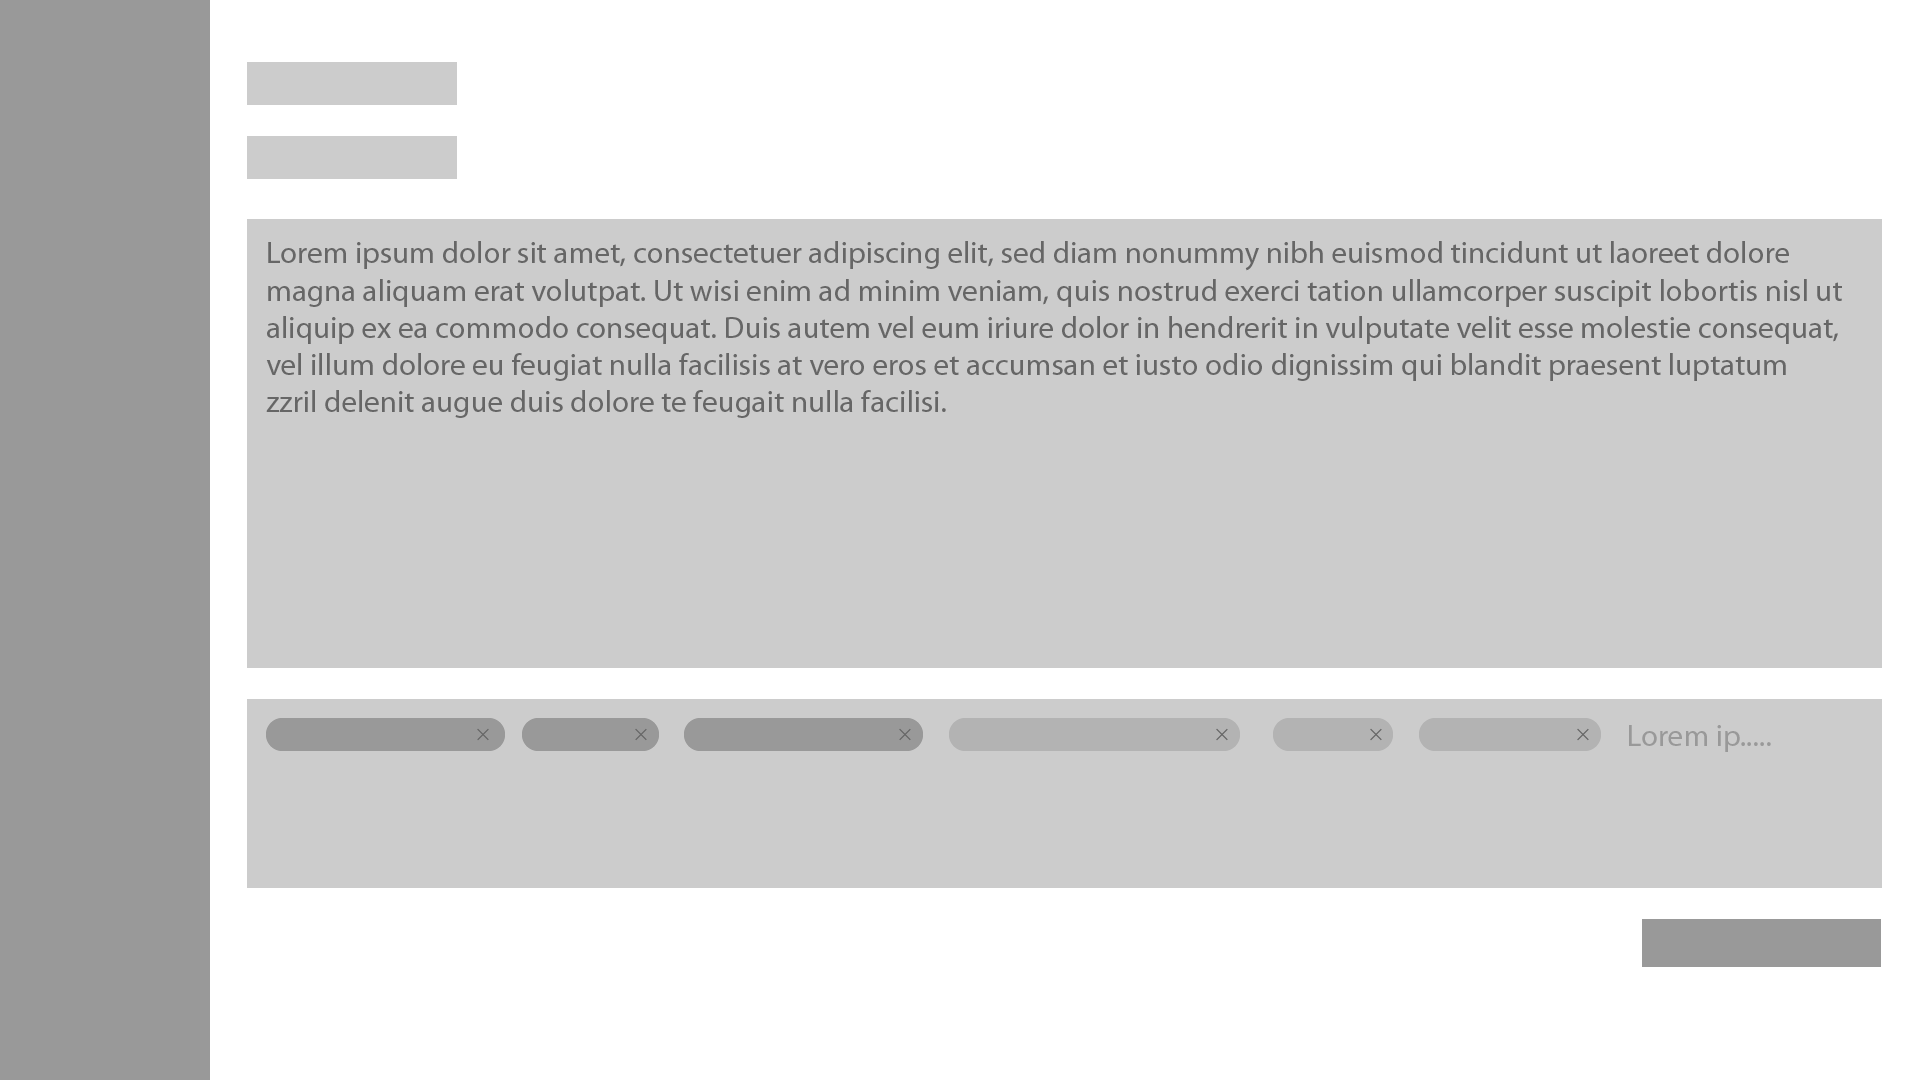 Lorem ipsum dolor sit amet, consectetuer adipiscing elit, sed diam nonummy nibh euismod tincidunt ut laoreet dolore
magna aliquam erat volutpat. Ut wisi enim ad minim veniam, quis nostrud exerci tation ullamcorper suscipit lobortis nisl ut
aliquip ex ea commodo consequat. Duis autem vel eum iriure dolor in hendrerit in vulputate velit esse molestie consequat,
vel illum dolore eu feugiat nulla facilisis at vero eros et accumsan et iusto odio dignissim qui blandit praesent luptatum
zzril delenit augue duis dolore te feugait nulla facilisi.
Lorem ip.....